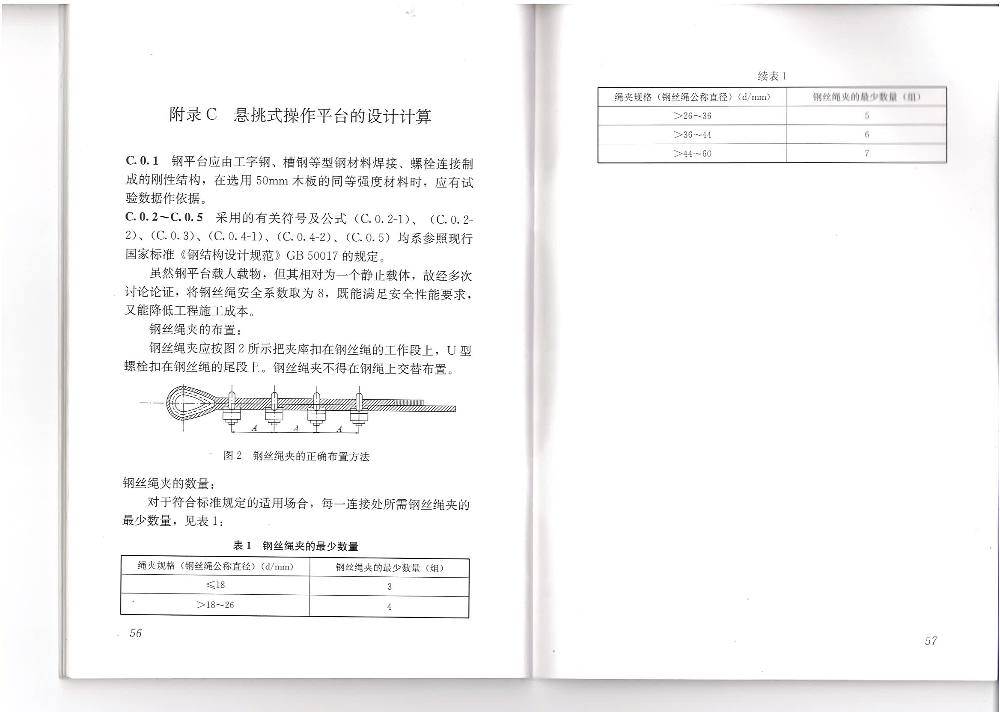 附录 C 悬挑式操作平台的设计计算
C.0.1 钢平台应由工字钢、槽钢等型钢材料焊接、螺栓连接制
成的刚性结构，在选用 50mm 木板的同等强度材料时，应有试
验数据作依据。
C.0.2～C.0.5 采用的有关符号及公式（C.0.2-1）、（C.0.2-
2）、（C.0.3）、（C.0.4-1）、（C.0.4-2）、（C.0.5）均系参照现行
国家标准《钢结构设计规范》GB 50017 的规定。
虽然钢平台载人载物，但其相对为一个静止载体，故经多次
讨论论证，将钢丝绳安全系数取为 8，既能满足安全性能要求，
又能降低工程施工成本。
钢丝绳夹的布置：
钢丝绳夹应按图 2 所示把夹座扣在钢丝绳的工作段上，U 型
螺栓扣在钢丝绳的尾段上。钢丝绳夹不得在钢绳上交替布置。
A A A
图 2 钢丝绳夹的正确布置方法
钢丝绳夹的数量：
对于符合标准规定的适用场合，每一连接处所需钢丝绳夹的
最少数量，见表 1：
表 1 钢丝绳夹的最少数量
绳夹规格（钢丝绳公称直径）（d/mm） 钢丝绳夹的最少数量（组）
≤18 3
>18～26 4
56
续表 1
绳夹规格（钢丝绳公称直径）（d/mm） 钢丝绳夹的最少数量（组）
>26～36 5
>36～44 6
>44～60 7
57